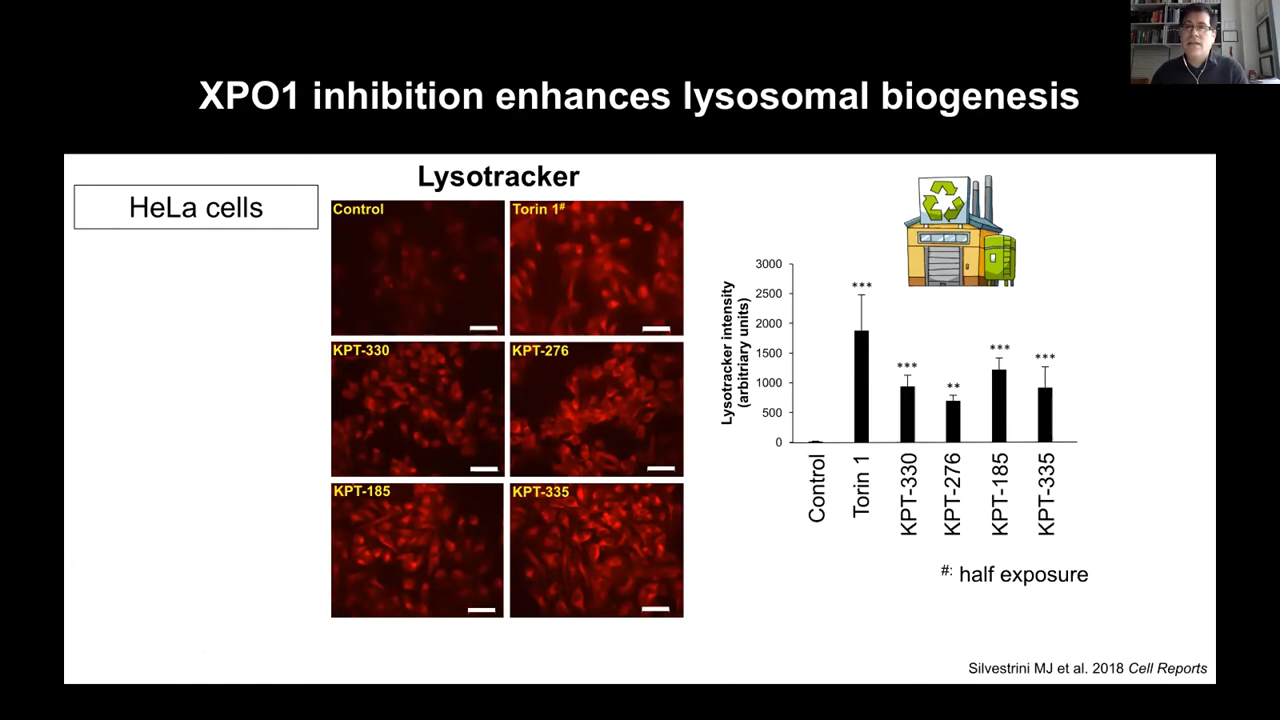 XPO1 inhibition enhances lysosomal biogenesis
HeLa cells
Lysotracker
Control
Torin 1#
KPT-330
KPT-276
KPT-185
KPT-335
Lysotracker intensity
(arbitriary units)
3000
2500
2000
1500
1000
500
0
***
***
**
***
***
Control
Torin 1
KPT-330
KPT-276
KPT-185
KPT-335
#: half exposure
Silvestrini MJ et al. 2018 Cell Reports